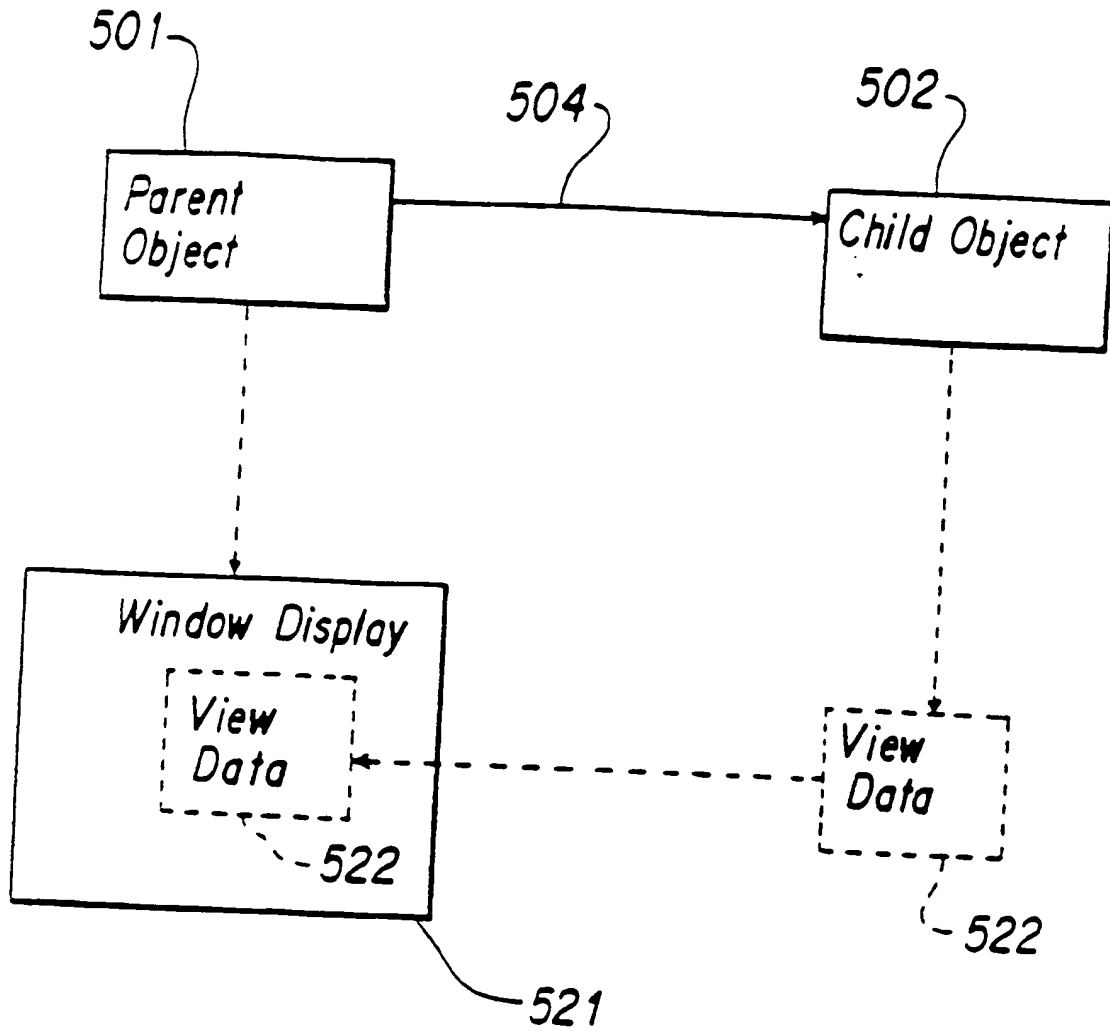 501
504
502
Parent
Object
Child Object
Window Display
View
Data
View
Data
522
522
521